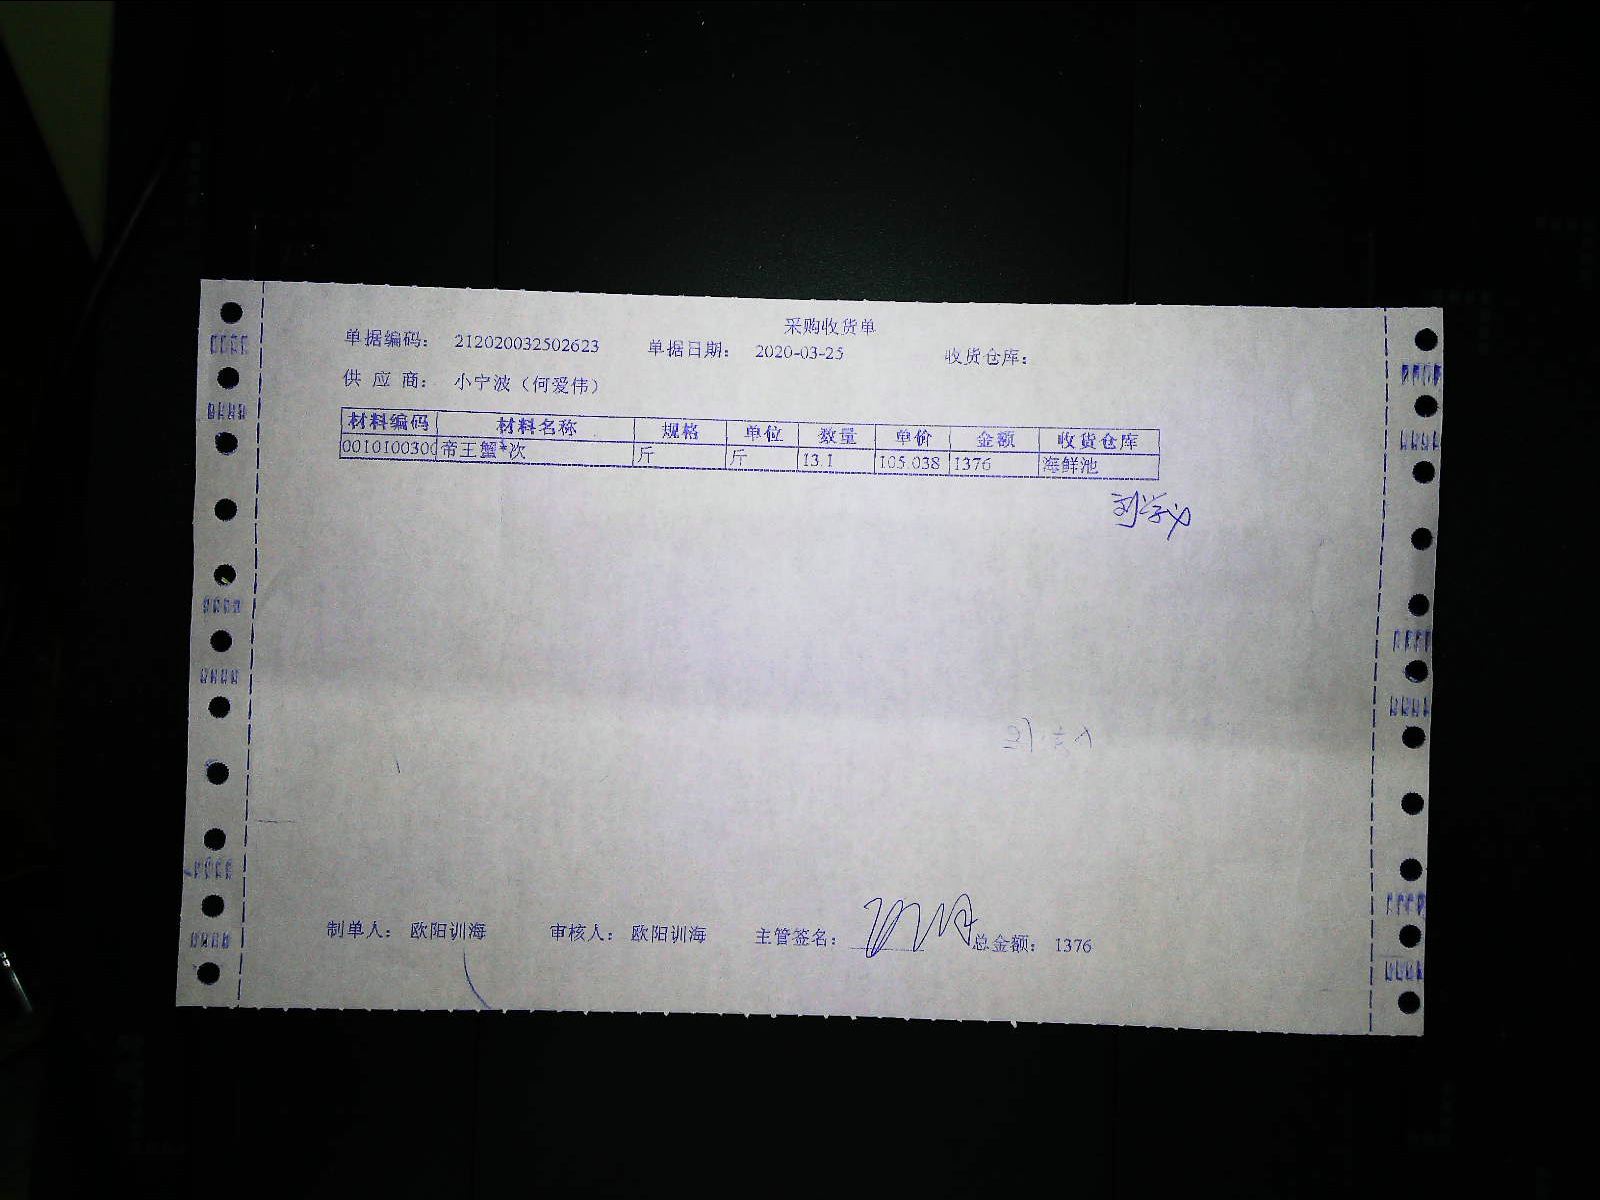 采购收货单
单据编码： 212020032502623 单据日期： 2020-03-25 收货仓库：
供 应 商： 小宁波（何爱伟）
材料编码 材料名称 规格 单位 数量 单价 金额 收货仓库
0010100300 帝王蟹*次 斤 斤 13.1 105.038 1376 海鲜池
刘学义
制单人： 欧阳训海 审核人： 欧阳训海 主管签名： 总金额： 1376